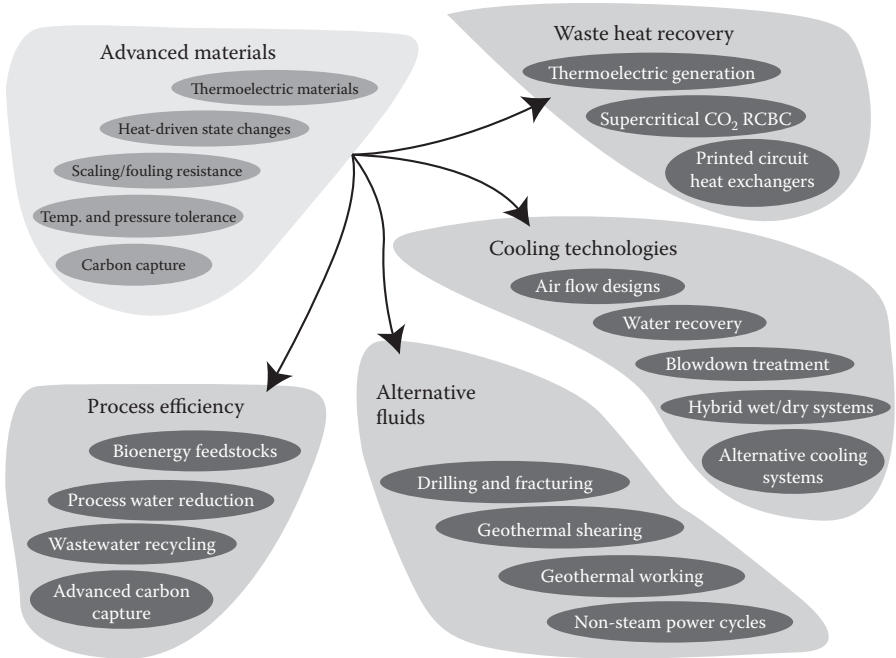 Advanced materials
Thermoelectric materials
Heat-driven state changes
Scaling/fouling resistance
Temp. and pressure tolerance
Carbon capture
Waste heat recovery
Thermoelectric generation
Supercritical CO₂ RCBC
Printed circuit
heat exchangers
Cooling technologies
Air flow designs
Water recovery
Blowdown treatment
Hybrid wet/dry systems
Alternative cooling
systems
Process efficiency
Bioenergy feedstocks
Process water reduction
Wastewater recycling
Advanced carbon
capture
Alternative
fluids
Drilling and fracturing
Geothermal shearing
Geothermal working
Non-steam power cycles